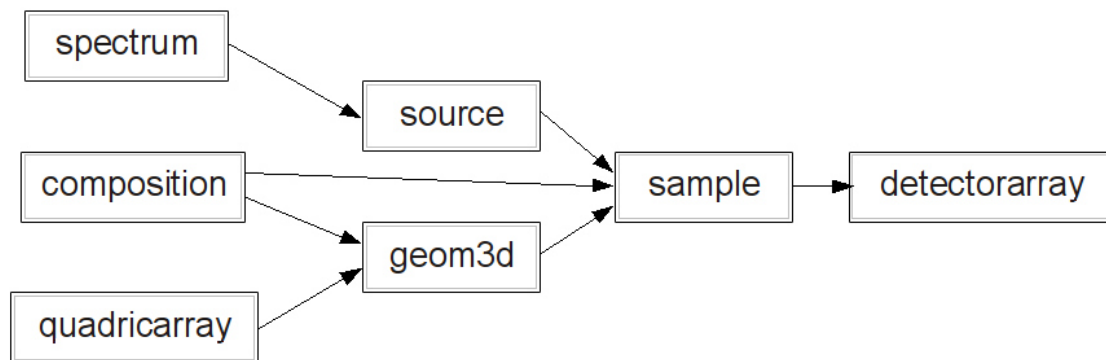 spectrum
source
composition
sample
detectorarray
geom3d
quadricarray